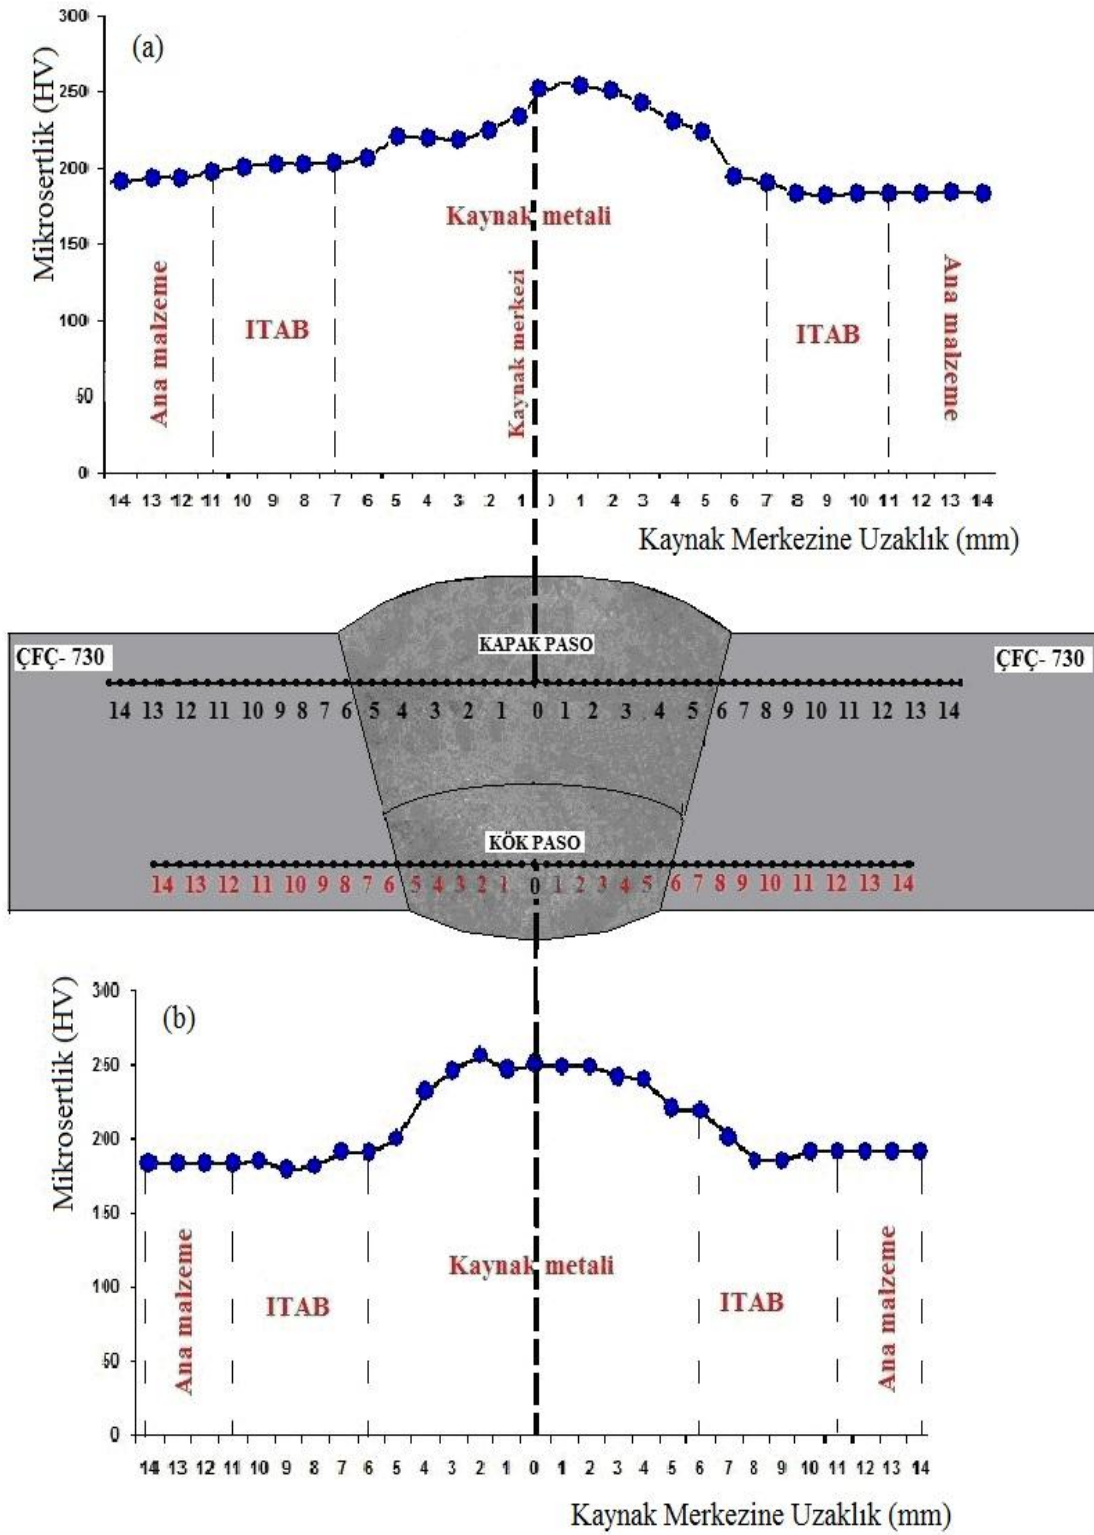 (a)
Mikrosertlik (HV)
300
250
200
150
100
50
0
Kaynak metali
Kaynak merkezi
Ana malzeme
ITAB
ITAB
Ana malzeme
14 13 12 11 10 9 8 7 6 5 4 3 2 1 0 1 2 3 4 5 6 7 8 9 10 11 12 13 14
Kaynak Merkezine Uzaklık (mm)
KAPAK PASO
ÇFÇ- 730
ÇFÇ- 730
14 13 12 11 10 9 8 7 6 5 4 3 2 1 0 1 2 3 4 5 6 7 8 9 10 11 12 13 14
KÖK PASO
14 13 12 11 10 9 8 7 6 5 4 3 2 1 0 1 2 3 4 5 6 7 8 9 10 11 12 13 14
(b)
Mikrosertlik (HV)
300
250
200
150
100
50
0
Kaynak metali
Ana malzeme
ITAB
ITAB
Ana malzeme
14 13 12 11 10 9 8 7 6 5 4 3 2 1 0 1 2 3 4 5 6 7 8 9 10 11 12 13 14
Kaynak Merkezine Uzaklık (mm)